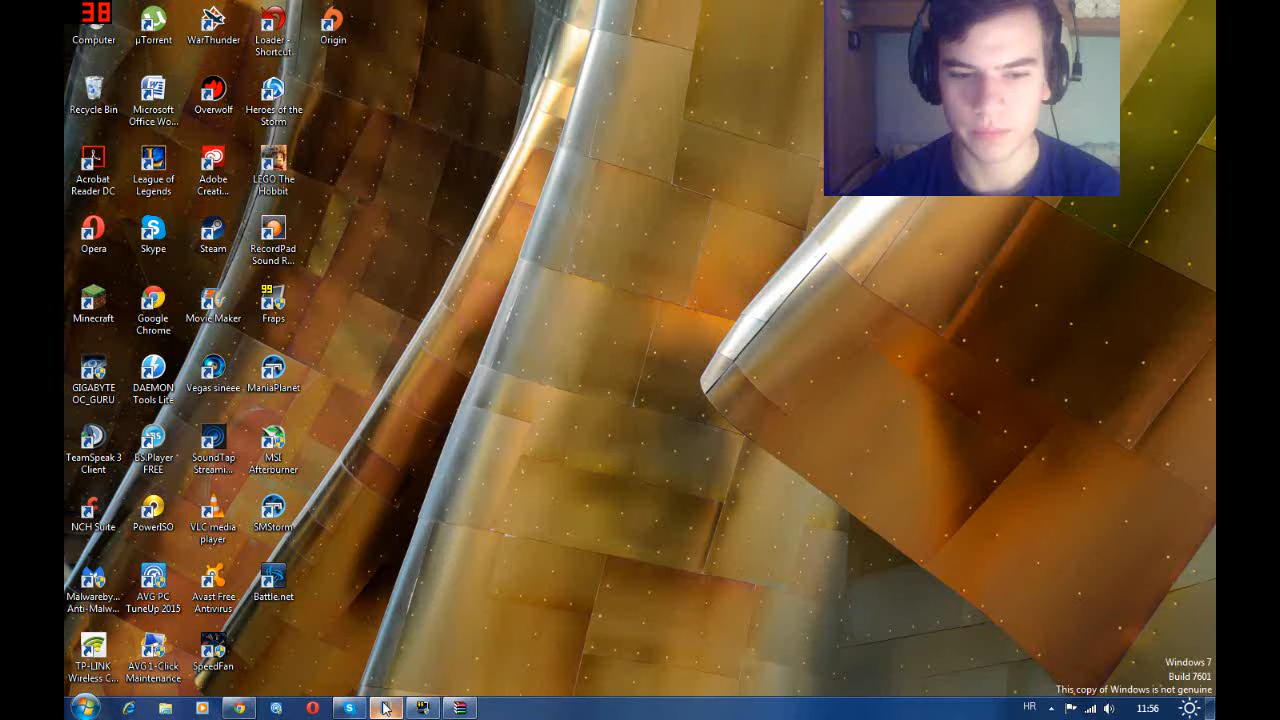 38
Computer
µTorrent
WarThunder
Loader -
Shortcut
Origin
Recycle Bin
Microsoft
Office Wo...
Overwolf
Heroes of the
Storm
Acrobat
Reader DC
League of
Legends
Adobe
Creati...
LEGO The
Hobbit
Opera
Skype
Steam
RecordPad
Sound R...
Minecraft
Google
Chrome
Movie Maker
99
Fraps
GIGABYTE
OC_GURU
DAEMON
Tools Lite
Vegas sineee
ManiaPlanet
TeamSpeak 3
Client
BS.Player
FREE
SoundTap
Streami...
MSI
Afterburner
NCH Suite
PowerISO
VLC media
player
SMStorm
Malwareby...
Anti-Malw...
AVG PC
TuneUp 2015
Avast Free
Antivirus
Battle.net
TP-LINK
Wireless C...
AVG 1-Click
Maintenance
SpeedFan
Windows 7
Build 7601
This copy of Windows is not genuine
HR
11:56